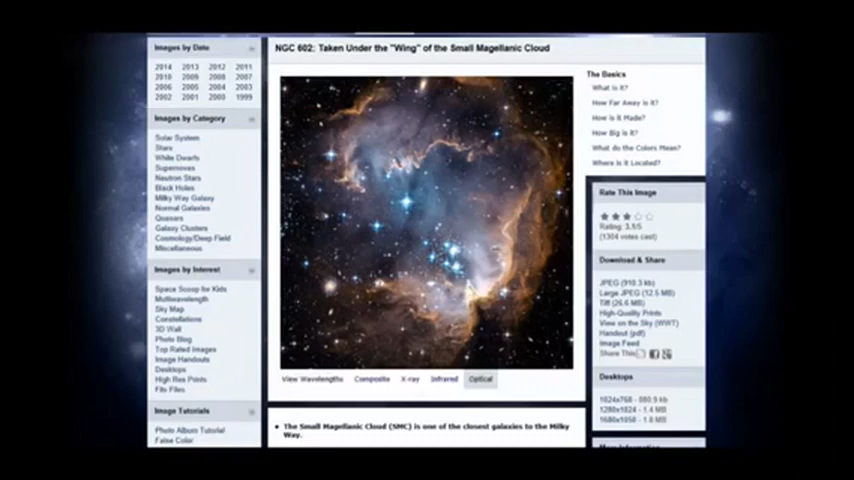 Images by Date
2014 2013 2012 2011
2010 2009 2008 2007
2006 2005 2004 2003
2002 2001 2000 1999
Images by Category
Solar System
Stars
White Dwarfs
Supernovas
Neutron Stars
Black Holes
Milky Way Galaxy
Normal Galaxies
Quasars
Galaxy Clusters
Cosmology/Deep Field
Miscellaneous
Images by Interest
Space Scoop for Kids
Multiwavelength
Sky Map
Constellations
3D Wall
Photo Blog
Top Rated Images
Image Handouts
Desktops
High Res Prints
Fits Files
Image Tutorials
Photo Album Tutorial
False Color
NGC 602: Taken Under the "Wing" of the Small Magellanic Cloud
View Wavelengths Composite X-ray Infrared Optical
• The Small Magellanic Cloud (SMC) is one of the closest galaxies to the Milky
Way.
The Basics
What is it?
How Far Away is it?
How is it Made?
How Big is it?
What do the Colors Mean?
Where is it Located?
Rate This Image
Rating: 3.9/5
(1304 votes cast)
Download & Share
JPEG (910.3 kb)
Large JPEG (12.5 MB)
Tiff (26.6 MB)
High-Quality Prints
View on the Sky (WWT)
Handout (pdf)
Image Feed
Share This
Desktops
1024x768 - 880.9 kb
1280x1024 - 1.4 MB
1680x1050 - 1.8 MB
More Information